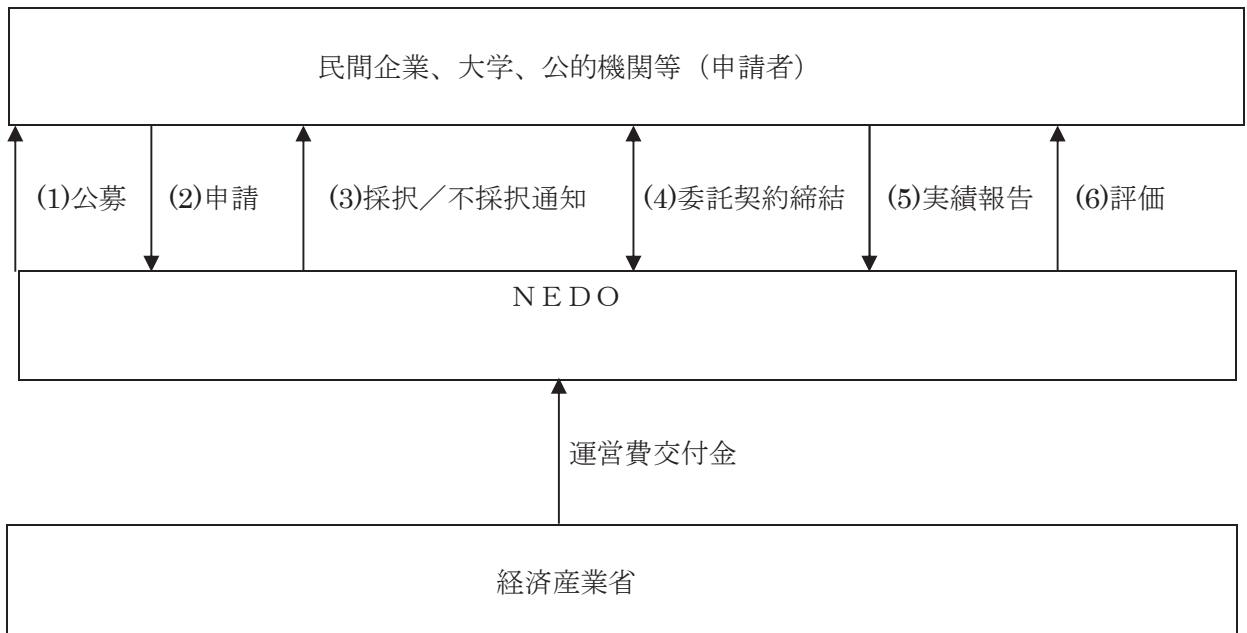 民間企業、大学、公的機関等（申請者）
(1)公募
(2)申請
(3)採択／不採択通知
(4)委託契約締結
(5)実績報告
(6)評価
ＮＥＤＯ
運営費交付金
経済産業省